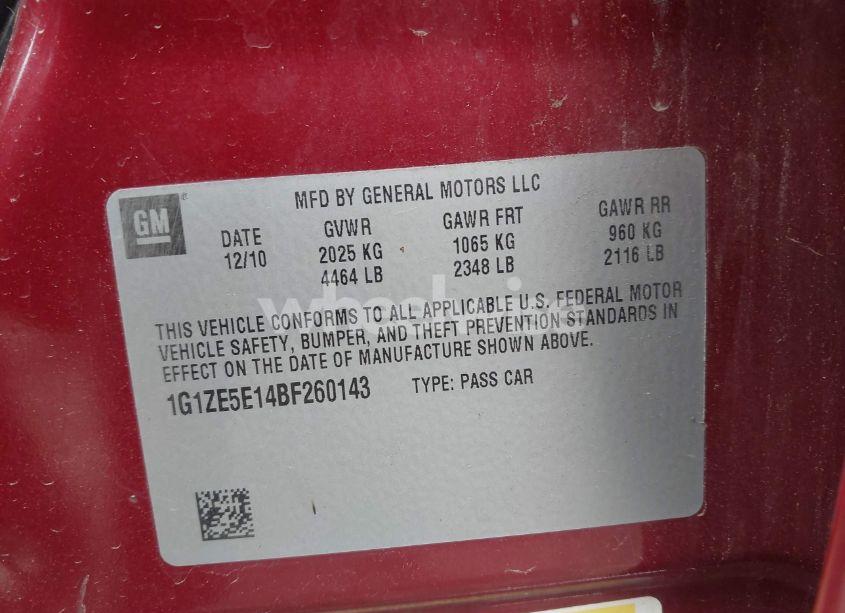 GM
MFD BY GENERAL MOTORS LLC
DATE GVWR GAWR FRT GAWR RR
12/10 2025 KG 1065 KG 960 KG
4464 LB 2348 LB 2116 LB
THIS VEHICLE CONFORMS TO ALL APPLICABLE U.S. FEDERAL MOTOR
VEHICLE SAFETY, BUMPER, AND THEFT PREVENTION STANDARDS IN
EFFECT ON THE DATE OF MANUFACTURE SHOWN ABOVE.
1G1ZE5E14BF260143 TYPE: PASS CAR